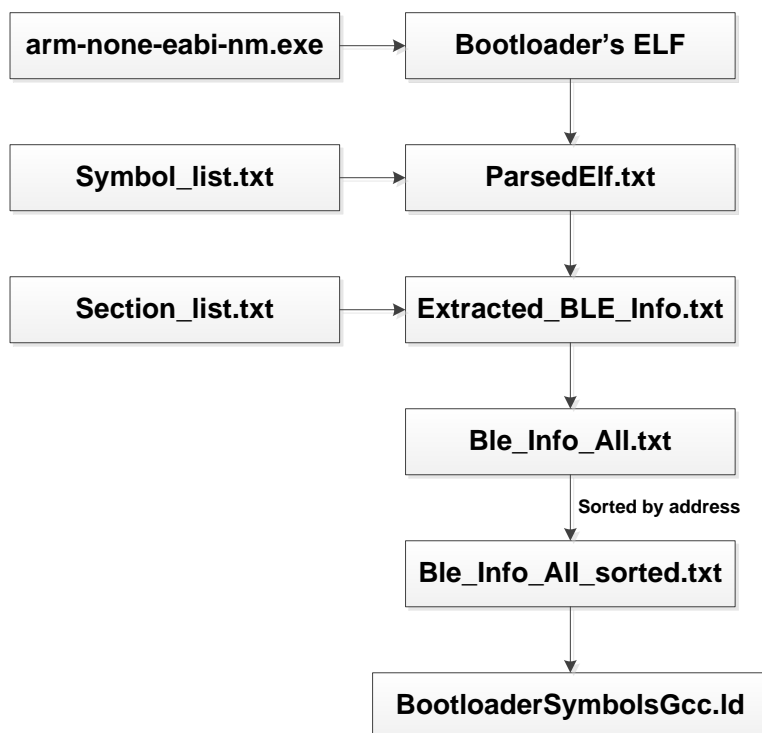 arm-none-eabi-nm.exe
Bootloader’s ELF
Symbol_list.txt
ParsedElf.txt
Section_list.txt
Extracted_BLE_Info.txt
Ble_Info_All.txt
Sorted by address
Ble_Info_All_sorted.txt
BootloaderSymbolsGcc.ld